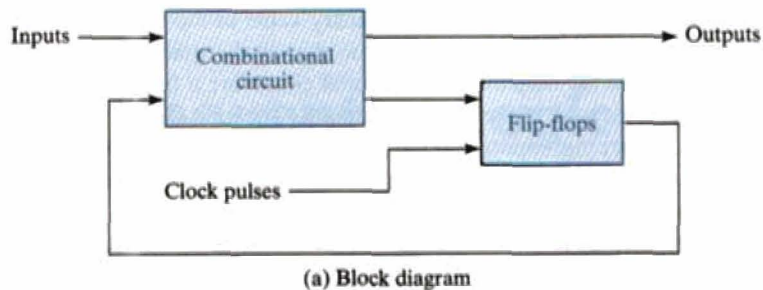 Inputs
Outputs
Combinational
circuit
Flip-flops
Clock pulses
(a) Block diagram